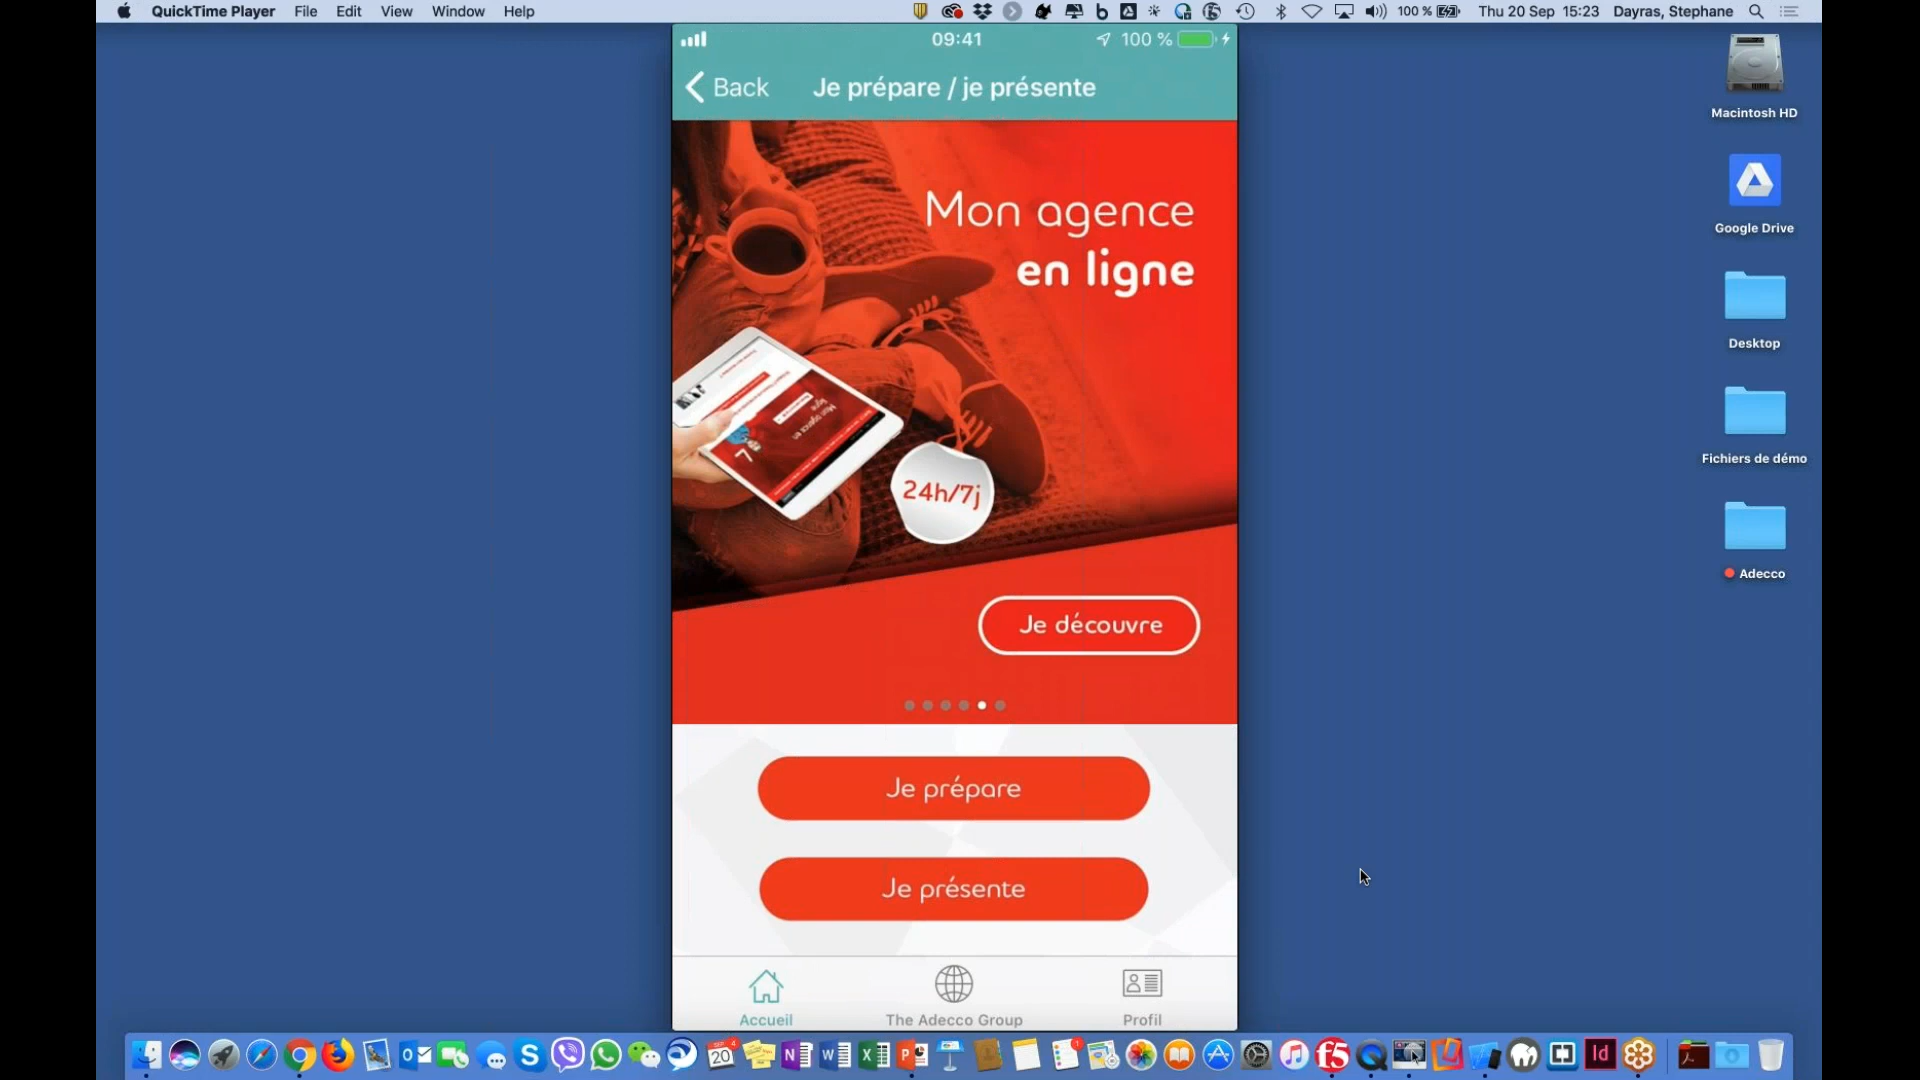 QuickTime Player File Edit View Window Help
100 % Thu 20 Sep 15:23 Dayras, Stephane
09:41
100 %
Back
Je prépare / je présente
Mon agence
en ligne
24h/7j
Je découvre
Je prépare
Je présente
Accueil
The Adecco Group
Profil
Macintosh HD
Google Drive
Desktop
Fichiers de démo
Adecco
20